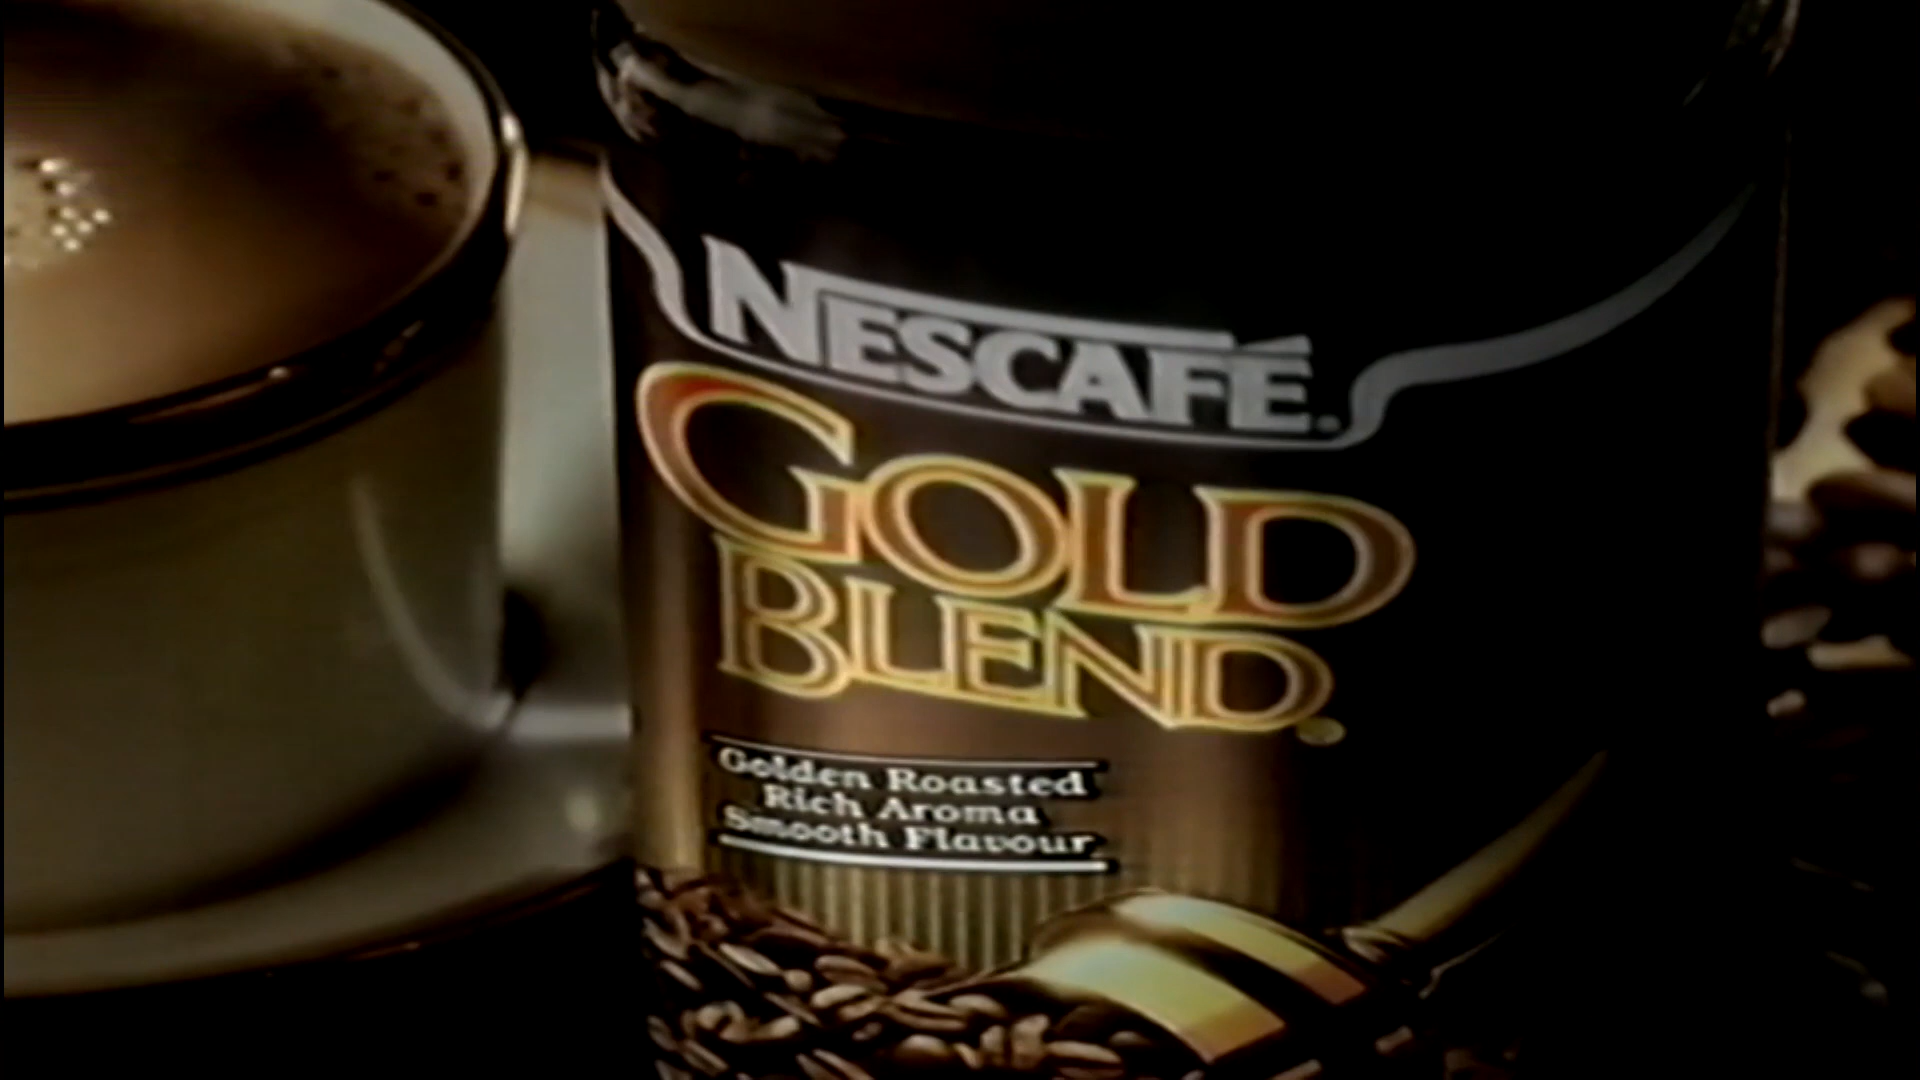 NESCAFÉ.
GOLD
BLEND.
Golden Roasted
Rich Aroma
Smooth Flavour